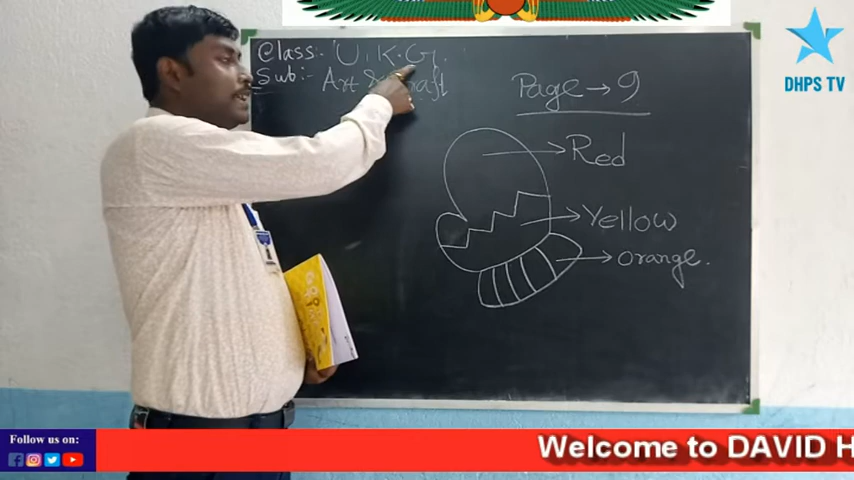 Class:- U.K.G.
Sub:- Art & Craft
Page → 9
Red
Yellow
orange.
DHPS TV
Follow us on:
Welcome to DAVID H